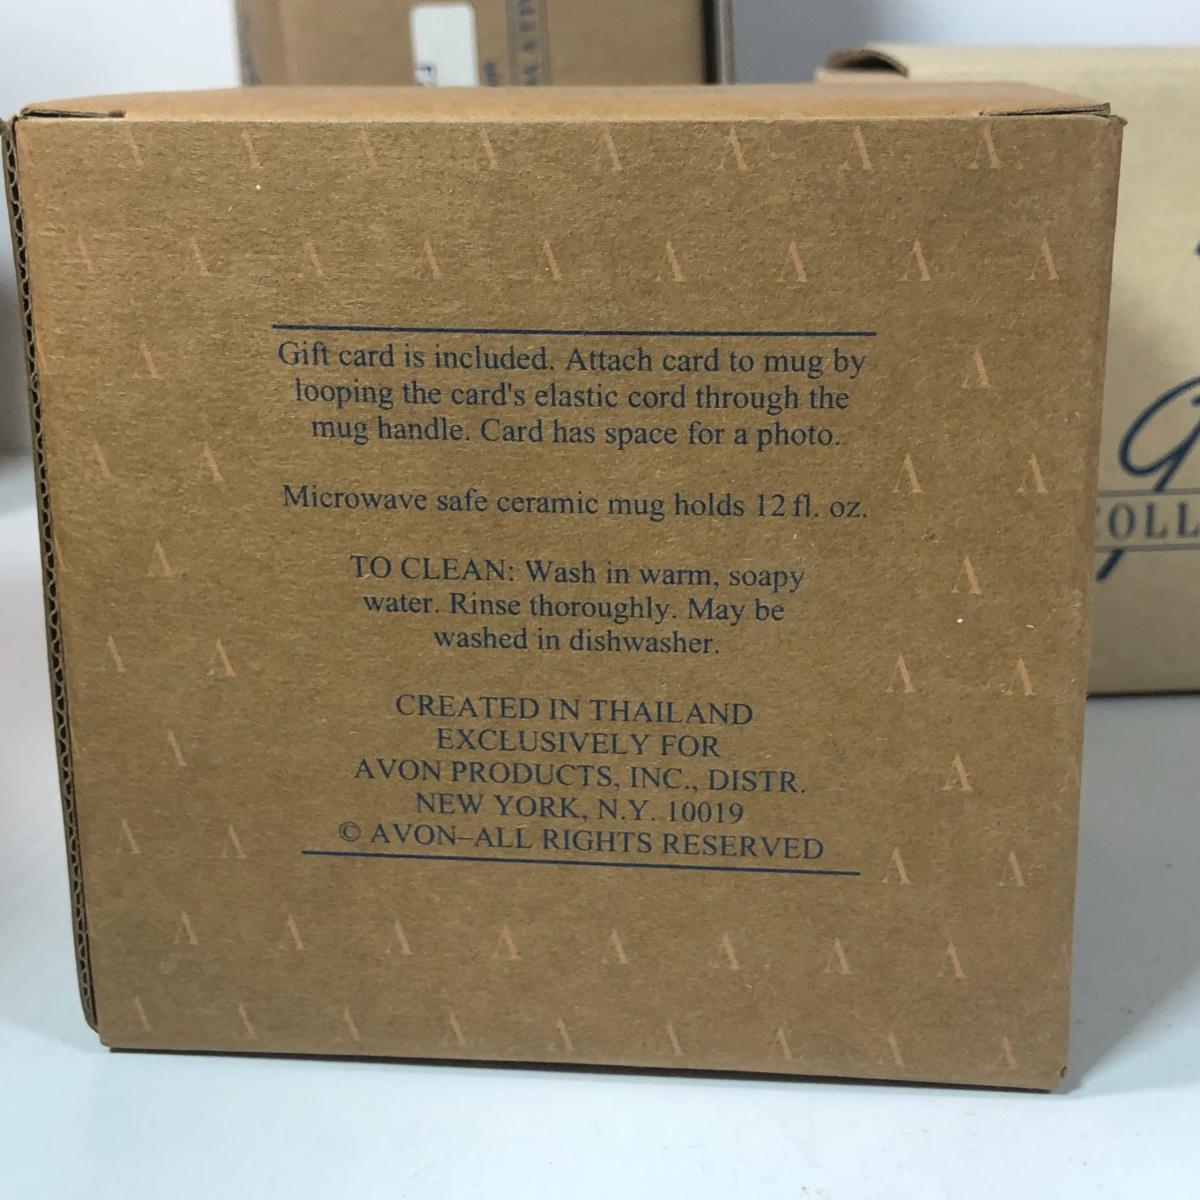 Gift card is included. Attach card to mug by
looping the card's elastic cord through the
mug handle. Card has space for a photo.
Microwave safe ceramic mug holds 12 fl. oz.
TO CLEAN: Wash in warm, soapy
water. Rinse thoroughly. May be
washed in dishwasher.
CREATED IN THAILAND
EXCLUSIVELY FOR
AVON PRODUCTS, INC., DISTR.
NEW YORK, N.Y. 10019
© AVON–ALL RIGHTS RESERVED